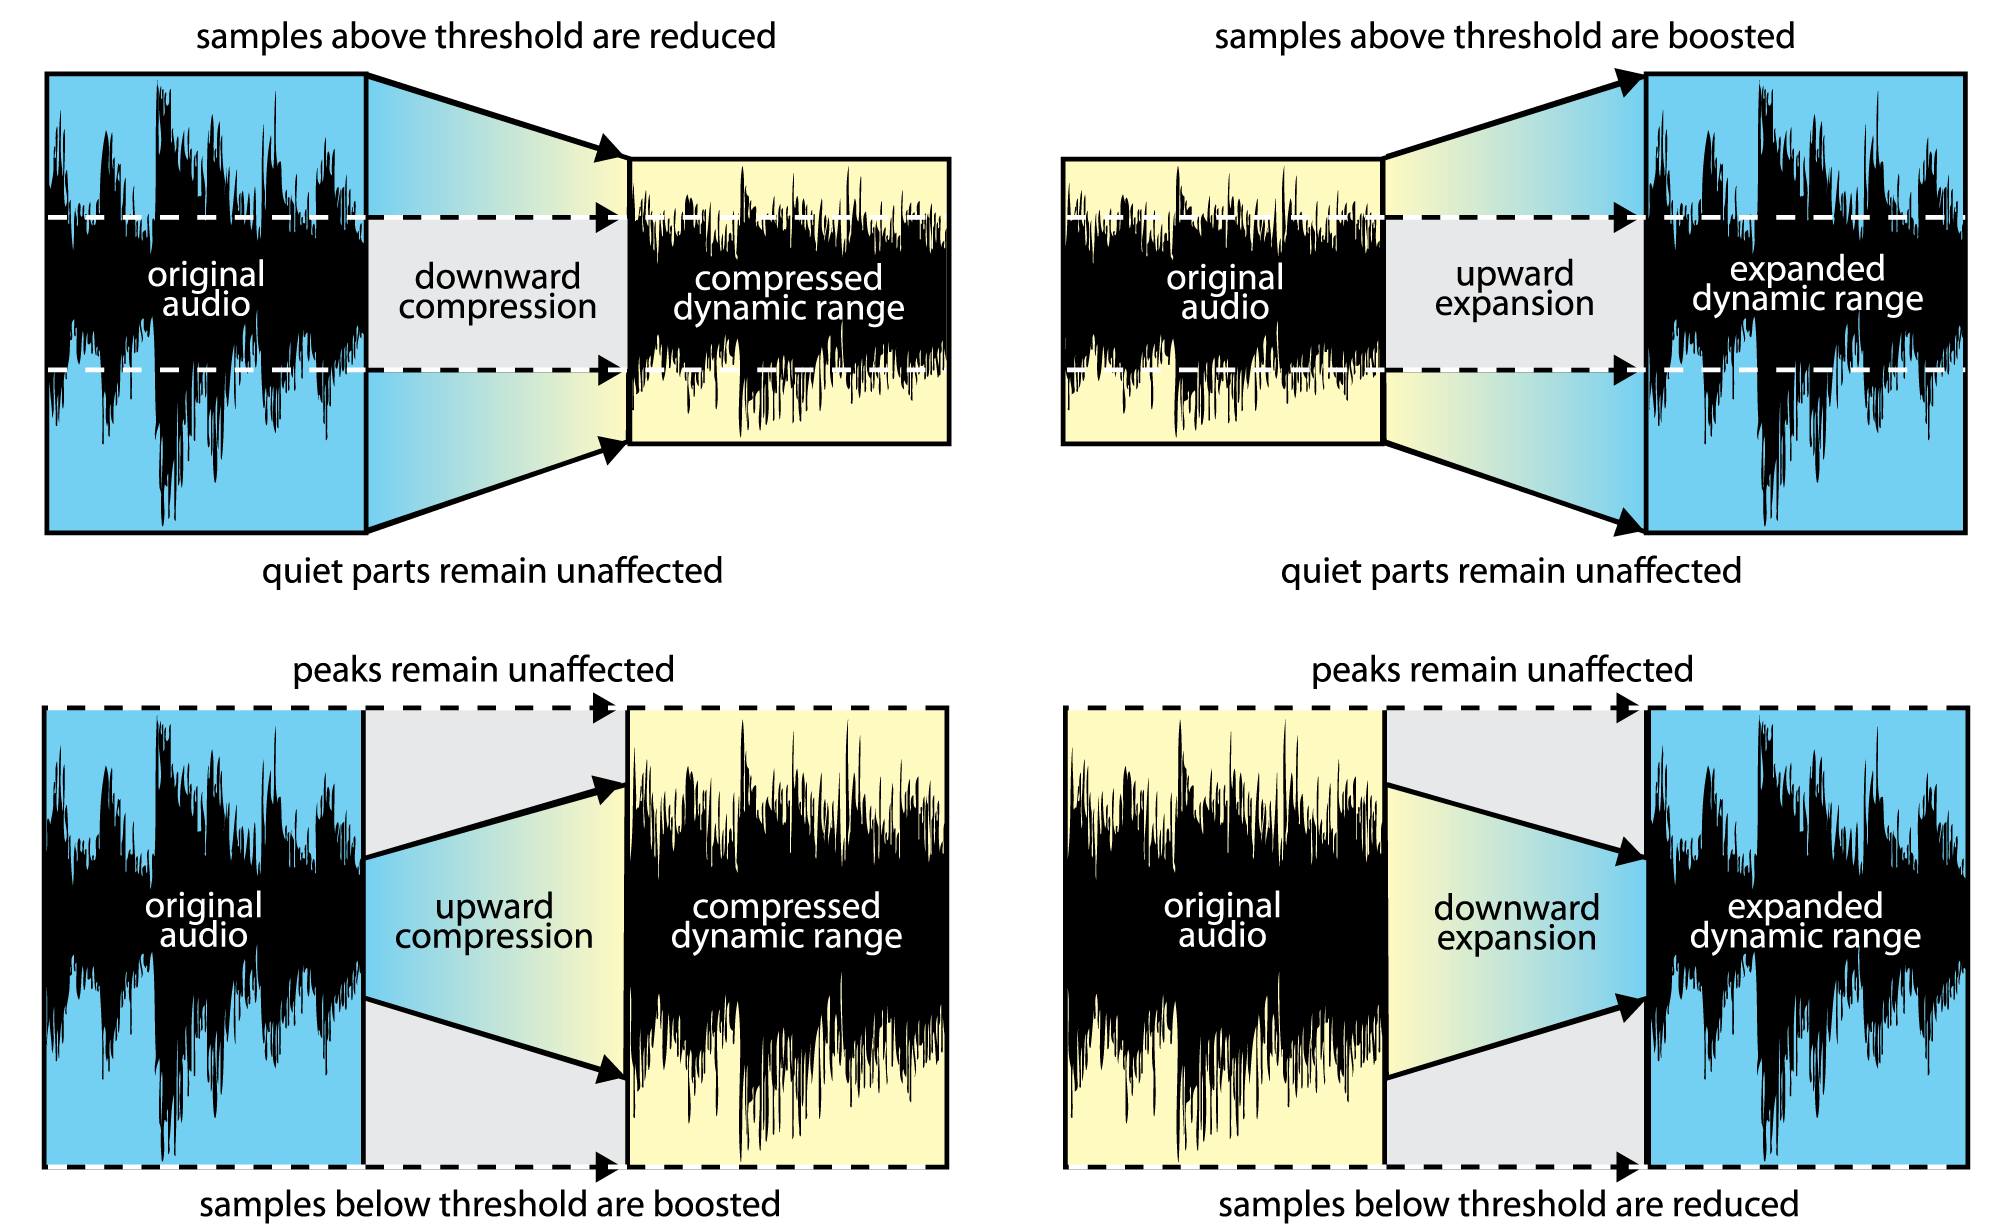 samples above threshold are reduced
original
audio
downward
compression
compressed
dynamic range
quiet parts remain unaffected
samples above threshold are boosted
original
audio
upward
expansion
expanded
dynamic range
quiet parts remain unaffected
peaks remain unaffected
original
audio
upward
compression
compressed
dynamic range
samples below threshold are boosted
peaks remain unaffected
original
audio
downward
expansion
expanded
dynamic range
samples below threshold are reduced